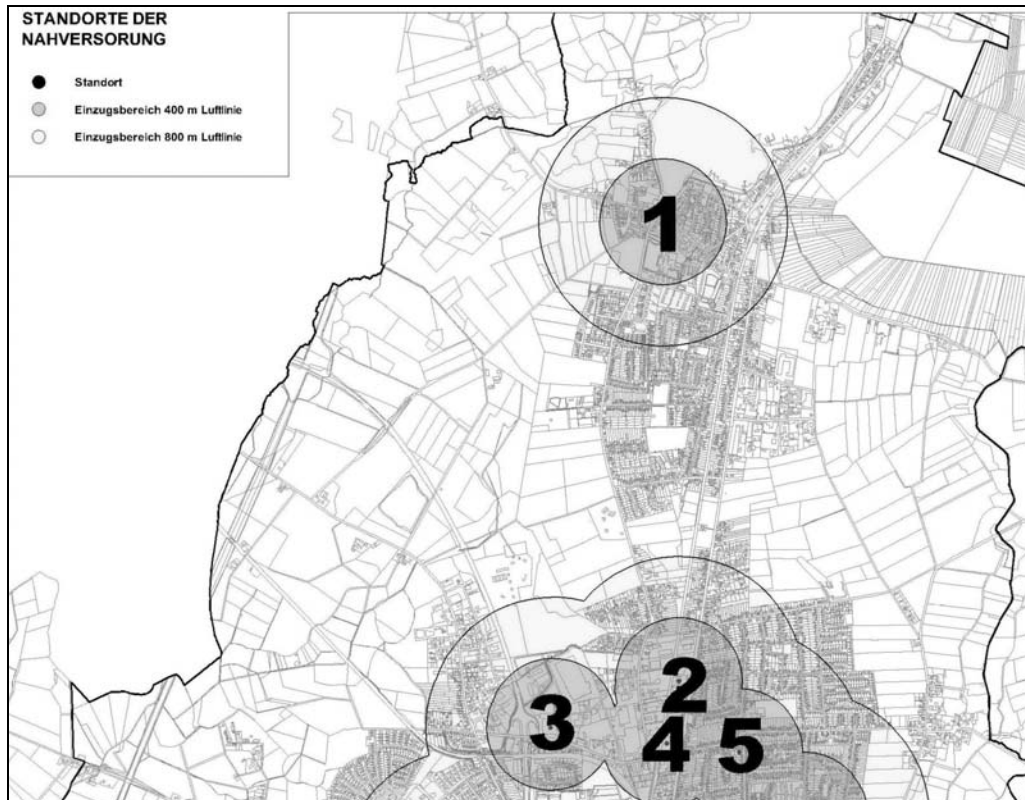 STANDORTE DER
NAHVERSORUNG
Standort
Einzugsbereich 400 m Luftlinie
Einzugsbereich 800 m Luftlinie
1
2
3
4
5